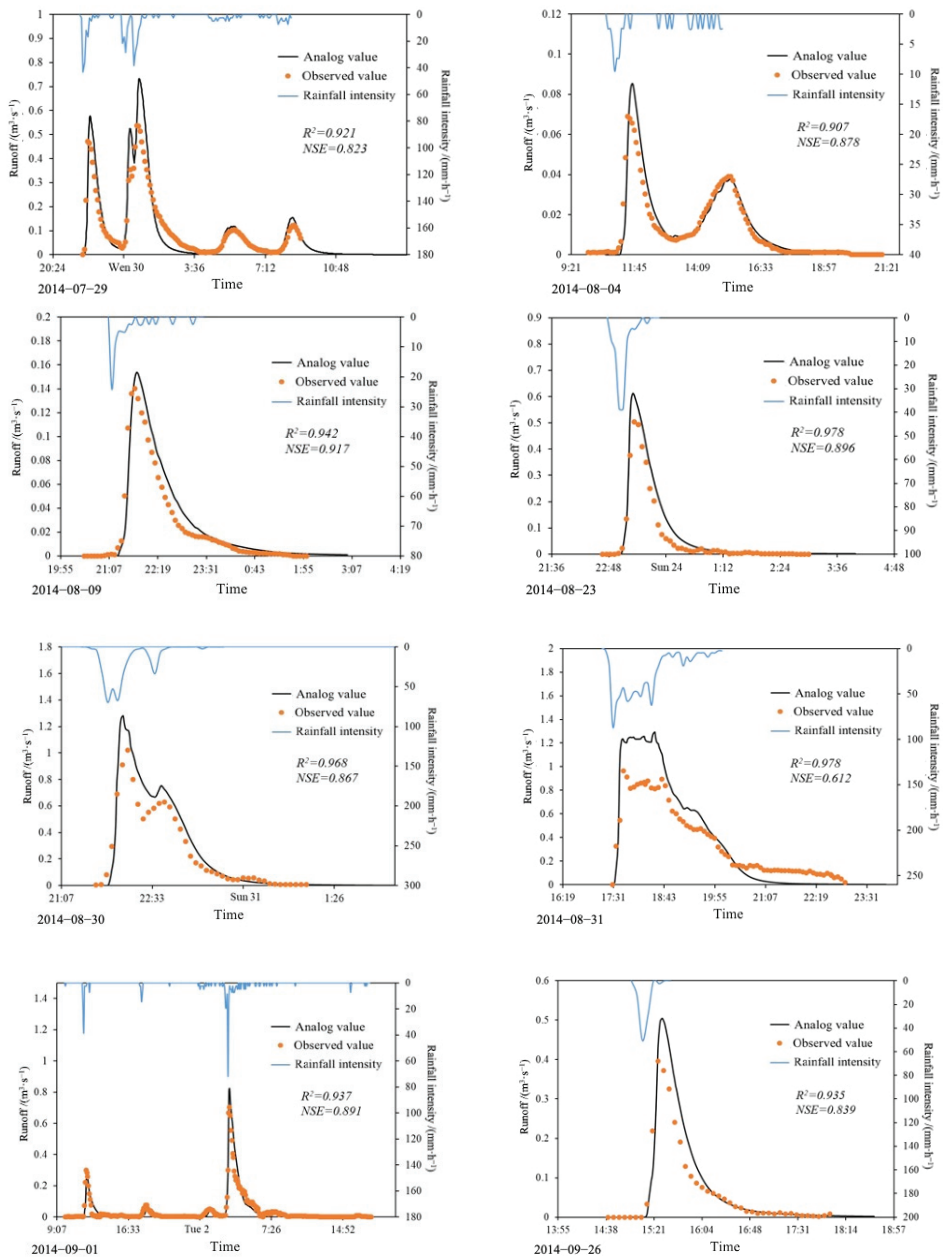 1
0.9
0.8
0.7
0.6
0.5
0.4
0.3
0.2
0.1
0
Runoff /(m³·s⁻¹)
0
20
40
60
80
100
120
140
160
180
Rainfall intensity /(mm·h⁻¹)
Analog value
Observed value
Rainfall intensity
R²=0.921
NSE=0.823
20:24 Wen 30 3:36 7:12 10:48
2014-07-29 Time
0.12
0.1
0.08
0.06
0.04
0.02
0
Runoff /(m³·s⁻¹)
0
5
10
15
20
25
30
35
40
Rainfall intensity /(mm·h⁻¹)
Analog value
Observed value
Rainfall intensity
R²=0.907
NSE=0.878
9:21 11:45 14:09 16:33 18:57 21:21
2014-08-04 Time
0.2
0.18
0.16
0.14
0.12
0.1
0.08
0.06
0.04
0.02
0
Runoff /(m³·s⁻¹)
0
10
20
30
40
50
60
70
80
Rainfall intensity /(mm·h⁻¹)
Analog value
Observed value
Rainfall intensity
R²=0.942
NSE=0.917
19:55 21:07 22:19 23:31 0:43 1:55 3:07 4:19
2014-08-09 Time
0.9
0.8
0.7
0.6
0.5
0.4
0.3
0.2
0.1
0
Runoff /(m³·s⁻¹)
0
10
20
30
40
50
60
70
80
90
100
Rainfall intensity /(mm·h⁻¹)
Analog value
Observed value
Rainfall intensity
R²=0.978
NSE=0.896
21:36 22:48 Sun 24 1:12 2:24 3:36 4:48
2014-08-23 Time
1.8
1.6
1.4
1.2
1
0.8
0.6
0.4
0.2
0
Runoff /(m³·s⁻¹)
0
50
100
150
200
250
300
Rainfall intensity /(mm·h⁻¹)
Analog value
Observed value
Rainfall intensity
R²=0.968
NSE=0.867
21:07 22:33 Sun 31 1:26
2014-08-30 Time
2
1.8
1.6
1.4
1.2
1
0.8
0.6
0.4
0.2
0
Runoff /(m³·s⁻¹)
0
50
100
150
200
250
Rainfall intensity /(mm·h⁻¹)
Analog value
Observed value
Rainfall intensity
R²=0.978
NSE=0.612
16:19 17:31 18:43 19:55 21:07 22:19 23:31
2014-08-31 Time
1.4
1.2
1
0.8
0.6
0.4
0.2
0
Runoff /(m³·s⁻¹)
0
20
40
60
80
100
120
140
160
180
Rainfall intensity /(mm·h⁻¹)
Analog value
Observed value
Rainfall intensity
R²=0.937
NSE=0.891
9:07 16:33 Tue 2 7:26 14:52
2014-09-01 Time
0.6
0.5
0.4
0.3
0.2
0.1
0
Runoff /(m³·s⁻¹)
0
20
40
60
80
100
120
140
160
180
200
Rainfall intensity /(mm·h⁻¹)
Analog value
Observed value
Rainfall intensity
R²=0.935
NSE=0.839
13:55 14:38 15:21 16:04 16:48 17:31 18:14 18:57
2014-09-26 Time